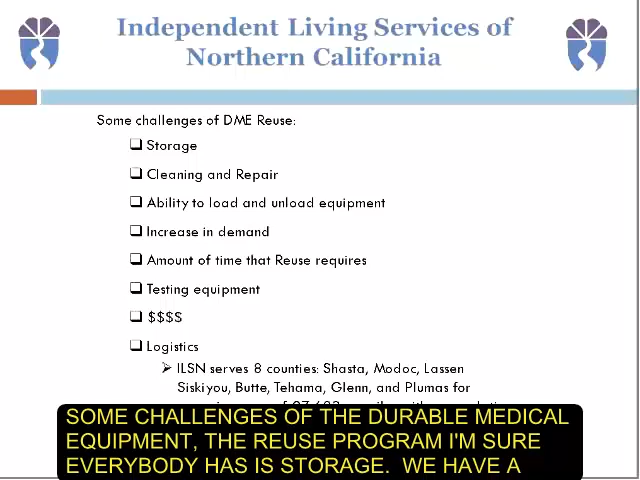 Independent Living Services of
Northern California
Some challenges of DME Reuse:
Storage
Cleaning and Repair
Ability to load and unload equipment
Increase in demand
Amount of time that Reuse requires
Testing equipment
$$$$
Logistics
ILSN serves 8 counties: Shasta, Modoc, Lassen
Siskiyou, Butte, Tehama, Glenn, and Plumas for
SOME CHALLENGES OF THE DURABLE MEDICAL
EQUIPMENT, THE REUSE PROGRAM I'M SURE
EVERYBODY HAS IS STORAGE. WE HAVE A